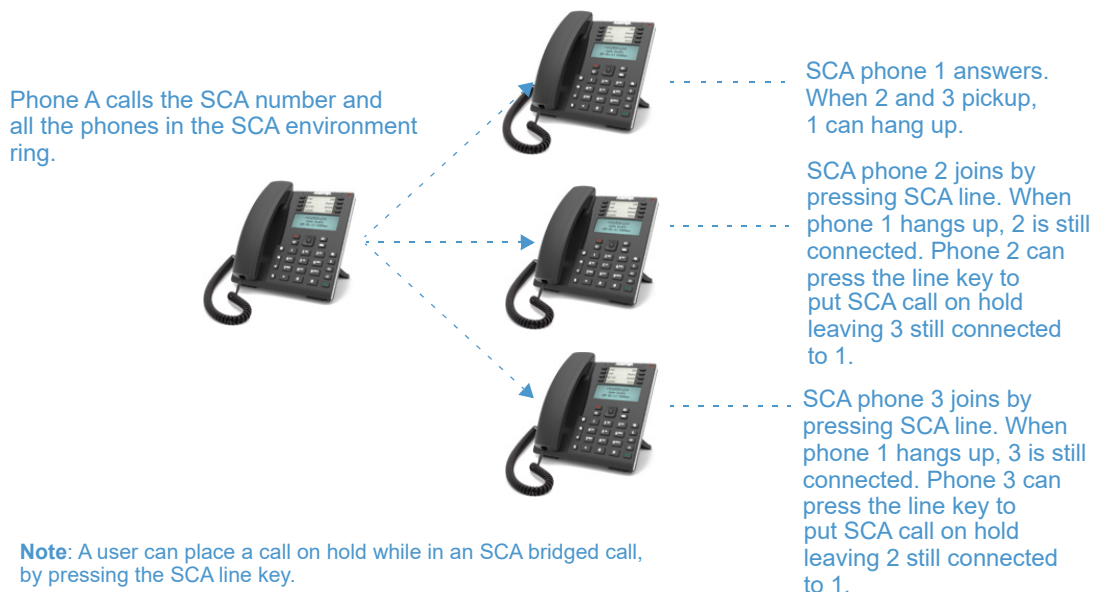 Phone A calls the SCA number and
all the phones in the SCA environment
ring.
SCA phone 1 answers.
When 2 and 3 pickup,
1 can hang up.
SCA phone 2 joins by
pressing SCA line. When
phone 1 hangs up, 2 is still
connected. Phone 2 can
press the line key to
put SCA call on hold
leaving 3 still connected
to 1.
SCA phone 3 joins by
pressing SCA line. When
phone 1 hangs up, 3 is still
connected. Phone 3 can
press the line key to
put SCA call on hold
leaving 2 still connected
to 1.
Note: A user can place a call on hold while in an SCA bridged call,
by pressing the SCA line key.